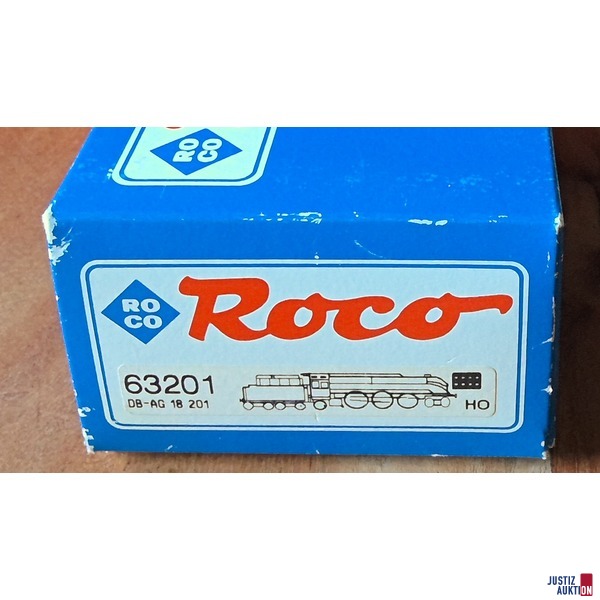 RO
CO
RO
CO
Roco
63201
DB-AG 18 201
HO
JUSTIZ
AUKTION